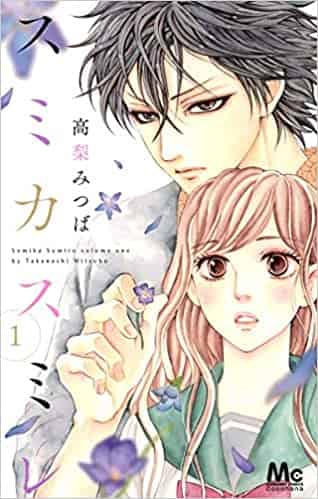 スミカスミレ
高梨みつば
Sumika Sumire volume one
by Takanashi Mitsuba
1
MC
Cocohana